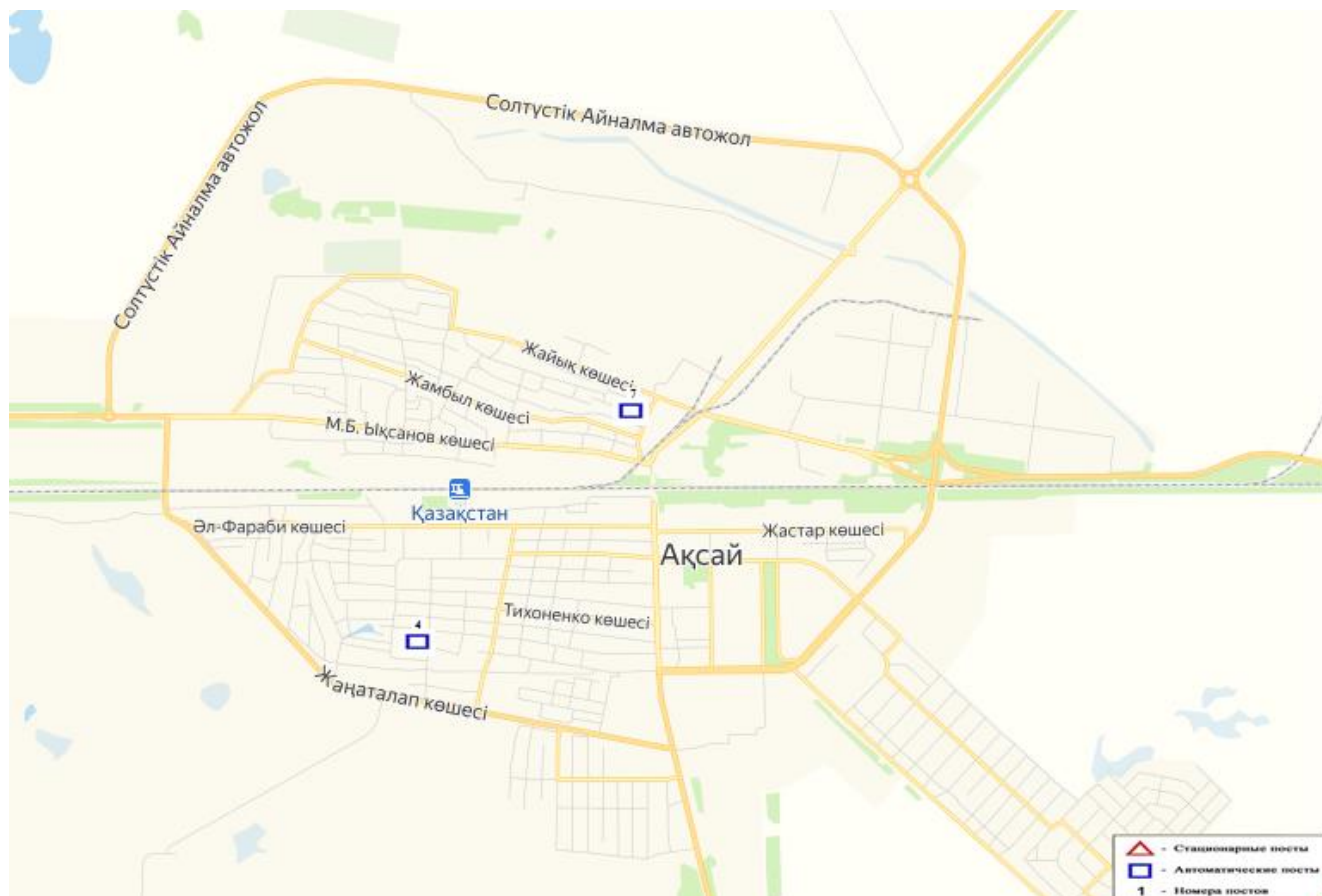 Солтүстік Айналма автожол
Солтүстік Айналма автожол
Жайық көшесі
7
Жамбыл көшесі
М.Б. Ықсанов көшесі
Қазақстан
Әл-Фараби көшесі
Жастар көшесі
Ақсай
Тихоненко көшесі
4
Жаңаталап көшесі
- Стационарные посты
- Автоматические посты
1 - Номера постов